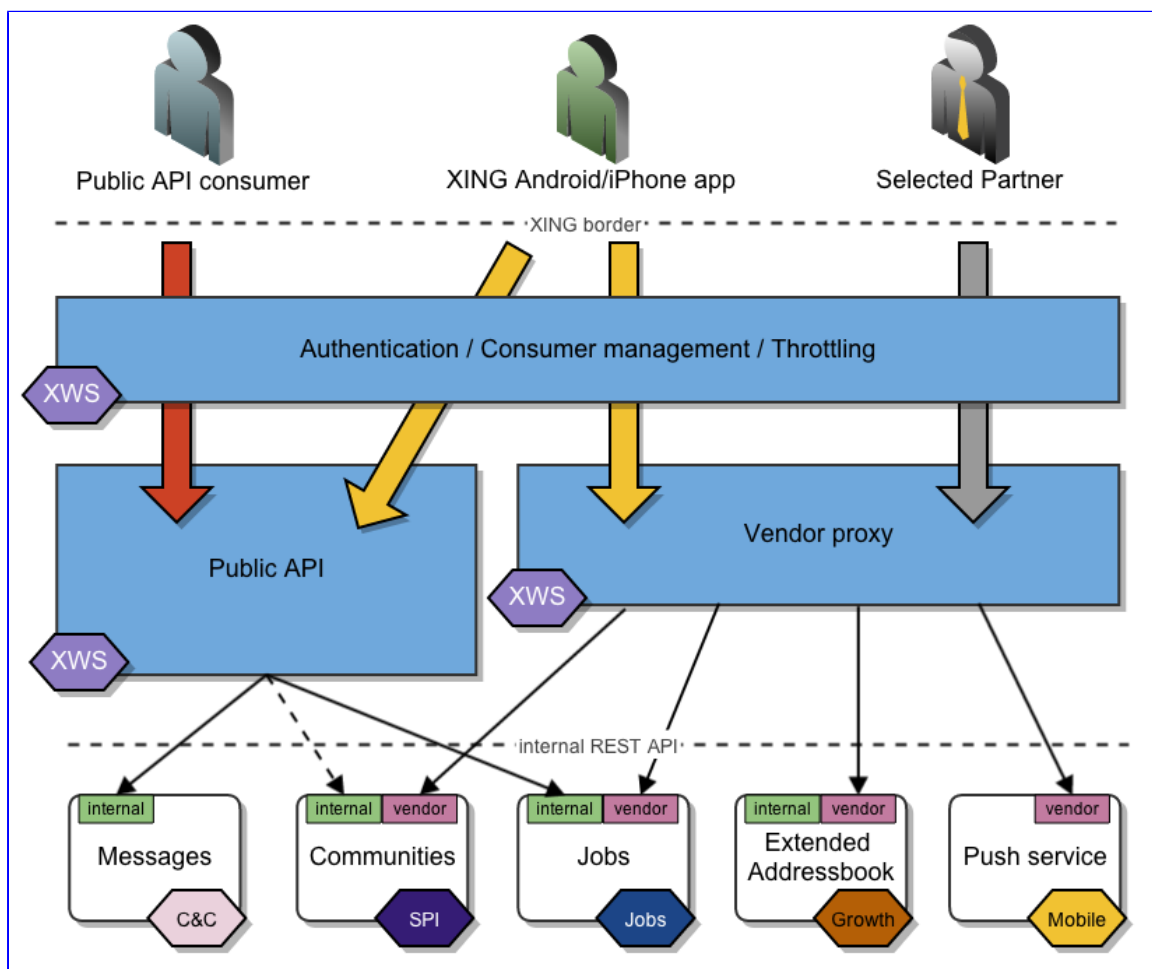 Public API consumer
XING Android/iPhone app
Selected Partner
XING border
Authentication / Consumer management / Throttling
XWS
Public API
Vendor proxy
XWS
XWS
internal REST API
internal
internal
vendor
internal
vendor
internal
vendor
vendor
Messages
Communities
Jobs
Extended
Addressbook
Push service
C&C
SPI
Jobs
Growth
Mobile